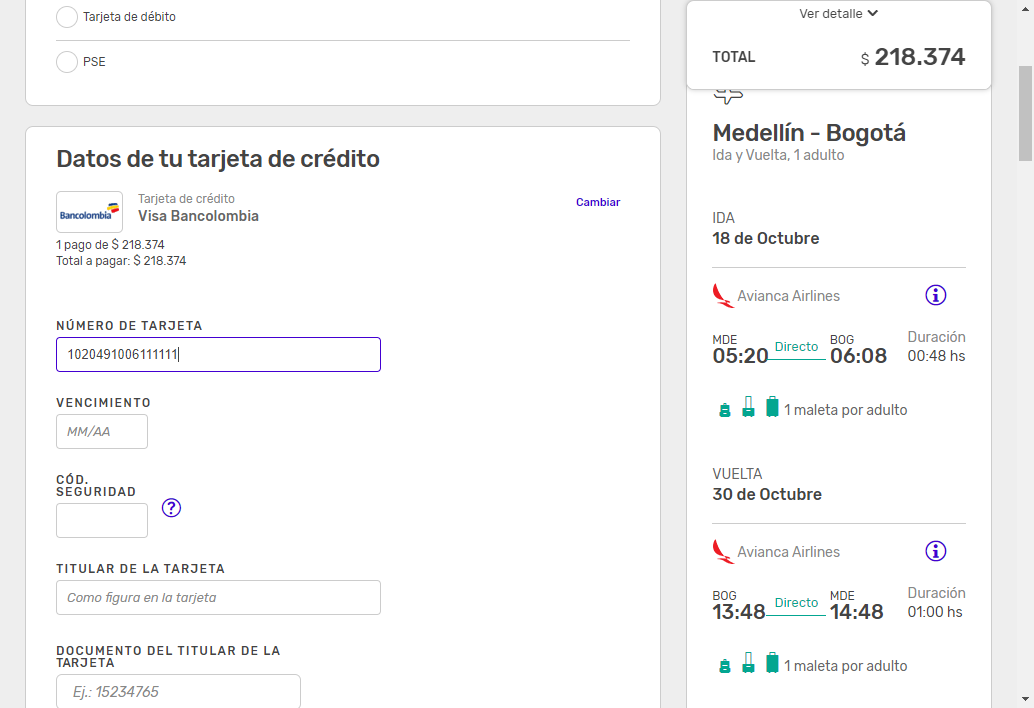 Tarjeta de débito
PSE
Datos de tu tarjeta de crédito
Bancolombia
Tarjeta de crédito
Visa Bancolombia
Cambiar
1 pago de $ 218.374
Total a pagar: $ 218.374
NÚMERO DE TARJETA
1020491006111111
VENCIMIENTO
MM/AA
CÓD.
SEGURIDAD
?
TITULAR DE LA TARJETA
Como figura en la tarjeta
DOCUMENTO DEL TITULAR DE LA
TARJETA
Ej.: 15234765
Ver detalle
TOTAL $ 218.374
Medellín - Bogotá
Ida y Vuelta, 1 adulto
IDA
18 de Octubre
Avianca Airlines
MDE Directo BOG Duración
05:20 06:08 00:48 hs
1 maleta por adulto
VUELTA
30 de Octubre
Avianca Airlines
BOG Directo MDE Duración
13:48 14:48 01:00 hs
1 maleta por adulto